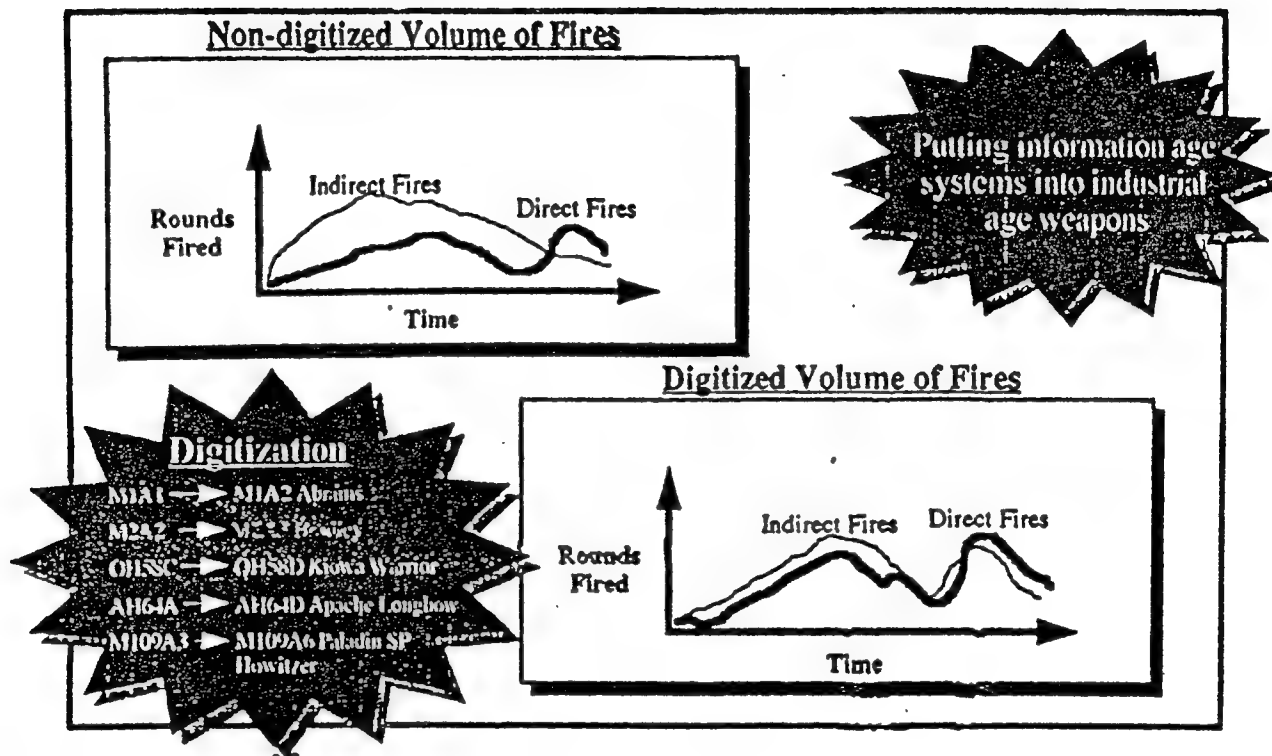 Non-digitized Volume of Fires
Indirect Fires
Direct Fires
Rounds
Fired
Time
Putting information age
systems into industrial
age weapons
Digitized Volume of Fires
Indirect Fires
Direct Fires
Rounds
Fired
Time
Digitization
M1A1 M1A2 Abrams
M2A2
OH58C OH58D Kiowa Warrior
AH64A AH64D Apache Longbow
M109A3 M109A6 Paladin SP
Howitzer